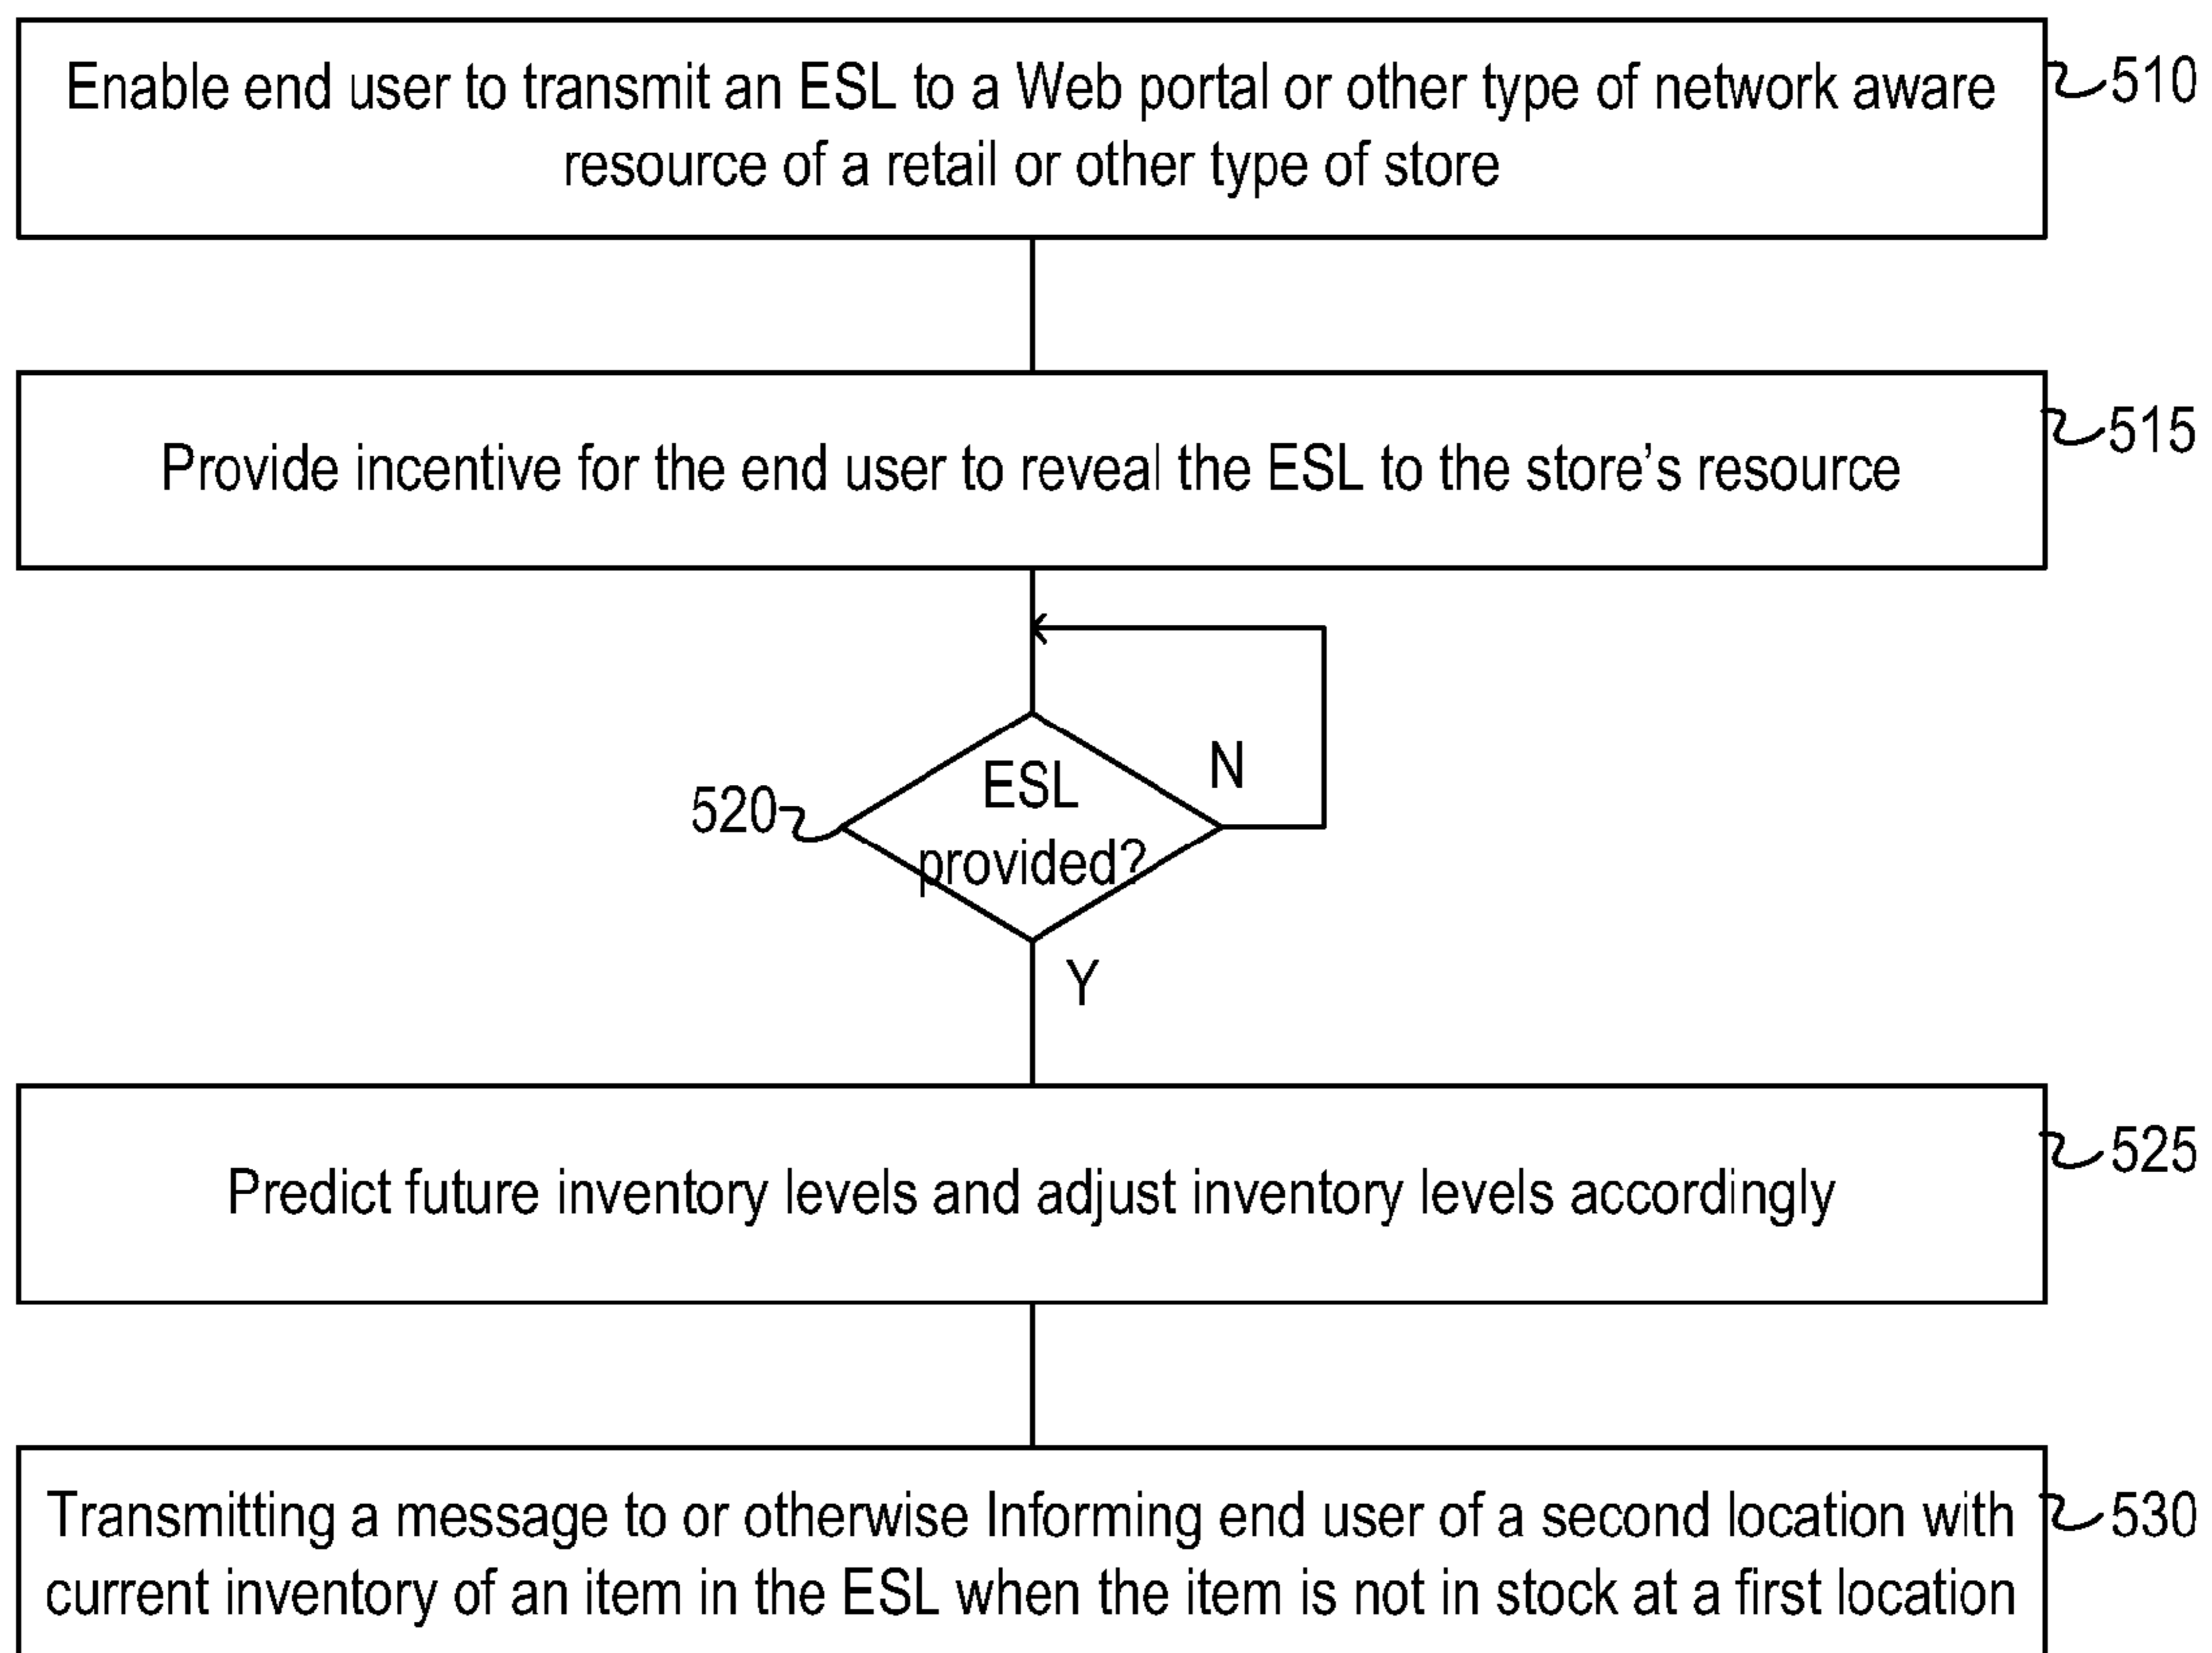 Enable end user to transmit an ESL to a Web portal or other type of network aware
resource of a retail or other type of store
510
Provide incentive for the end user to reveal the ESL to the store's resource
515
ESL
provided?
N
520
Y
Predict future inventory levels and adjust inventory levels accordingly
525
Transmitting a message to or otherwise Informing end user of a second location with
current inventory of an item in the ESL when the item is not in stock at a first location
530